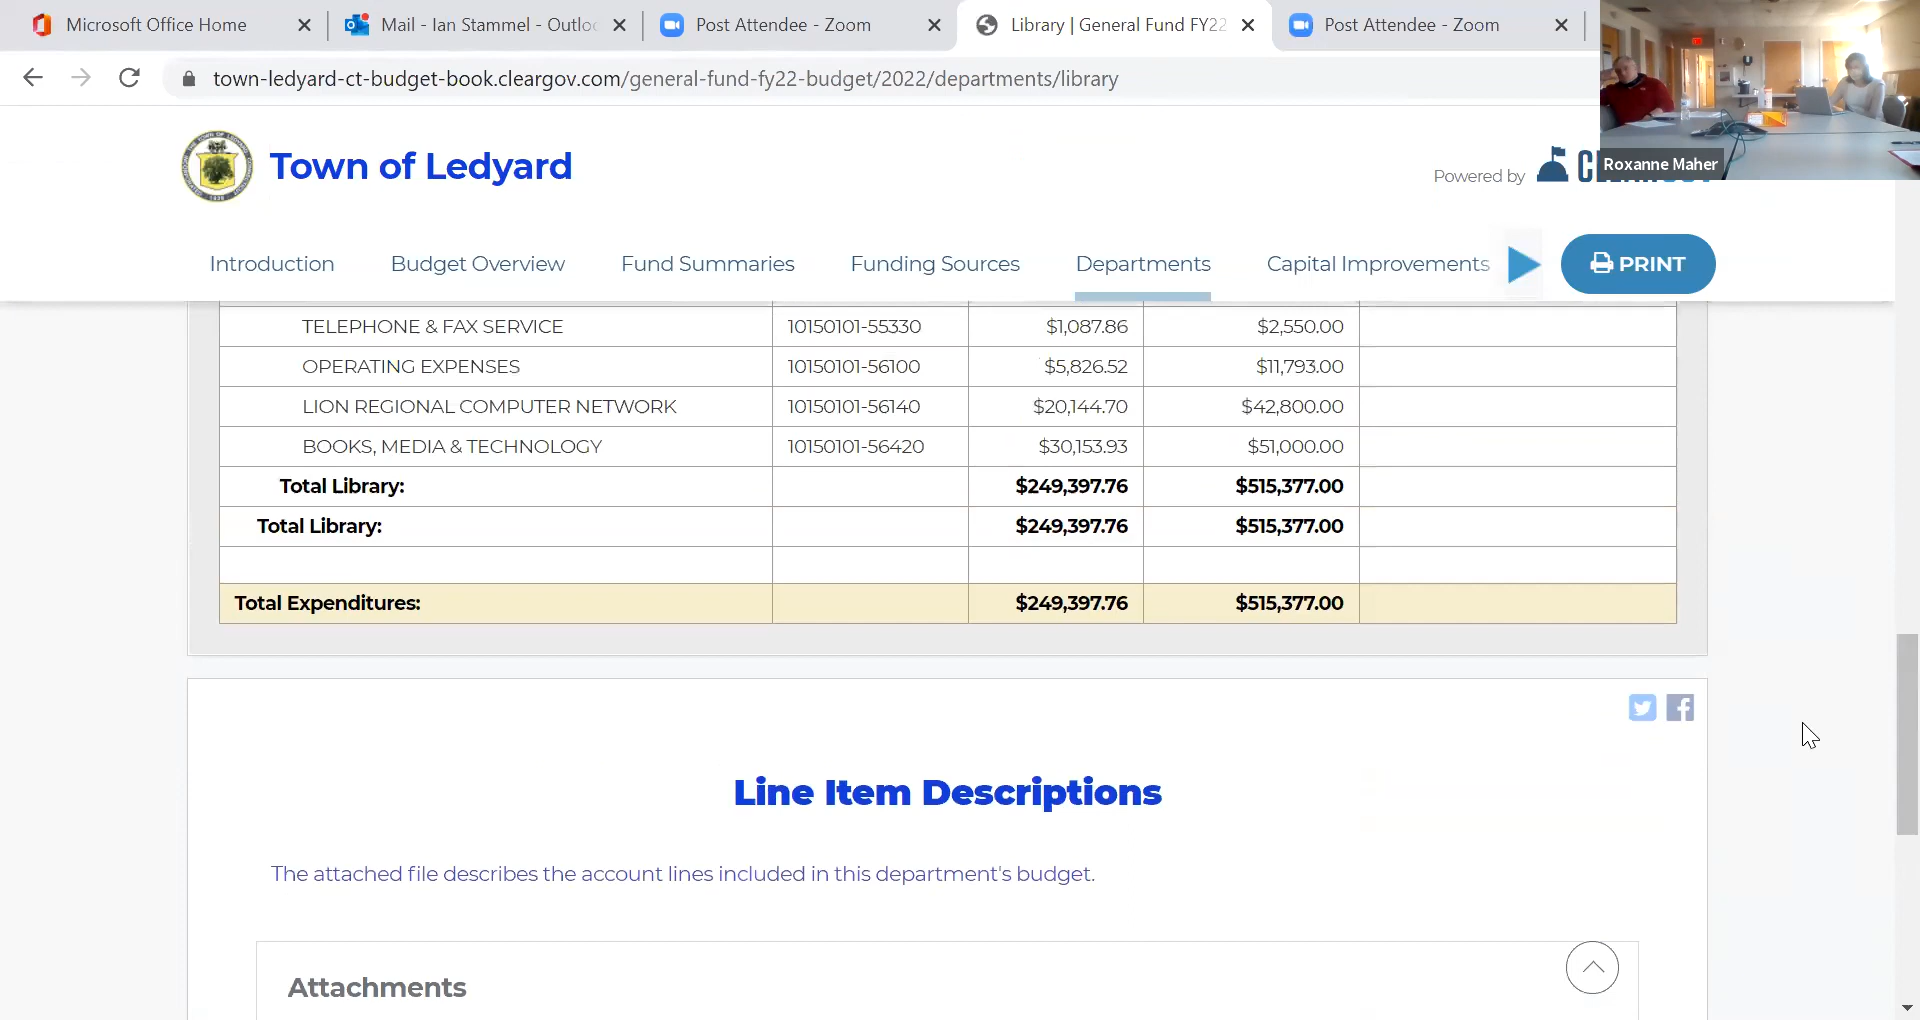 Microsoft Office Home
Mail - Ian Stammel - Outlo
Post Attendee - Zoom
Library | General Fund FY22
Post Attendee - Zoom
town-ledyard-ct-budget-book.cleargov.com/general-fund-fy22-budget/2022/departments/library
Town of Ledyard
Powered by
Roxanne Maher
Introduction
Budget Overview
Fund Summaries
Funding Sources
Departments
Capital Improvements
PRINT
TELEPHONE & FAX SERVICE 10150101-55330 $1,087.86 $2,550.00
OPERATING EXPENSES 10150101-56100 $5,826.52 $11,793.00
LION REGIONAL COMPUTER NETWORK 10150101-56140 $20,144.70 $42,800.00
BOOKS, MEDIA & TECHNOLOGY 10150101-56420 $30,153.93 $51,000.00
Total Library: $249,397.76 $515,377.00
Total Library: $249,397.76 $515,377.00
Total Expenditures: $249,397.76 $515,377.00
Line Item Descriptions
The attached file describes the account lines included in this department's budget.
Attachments